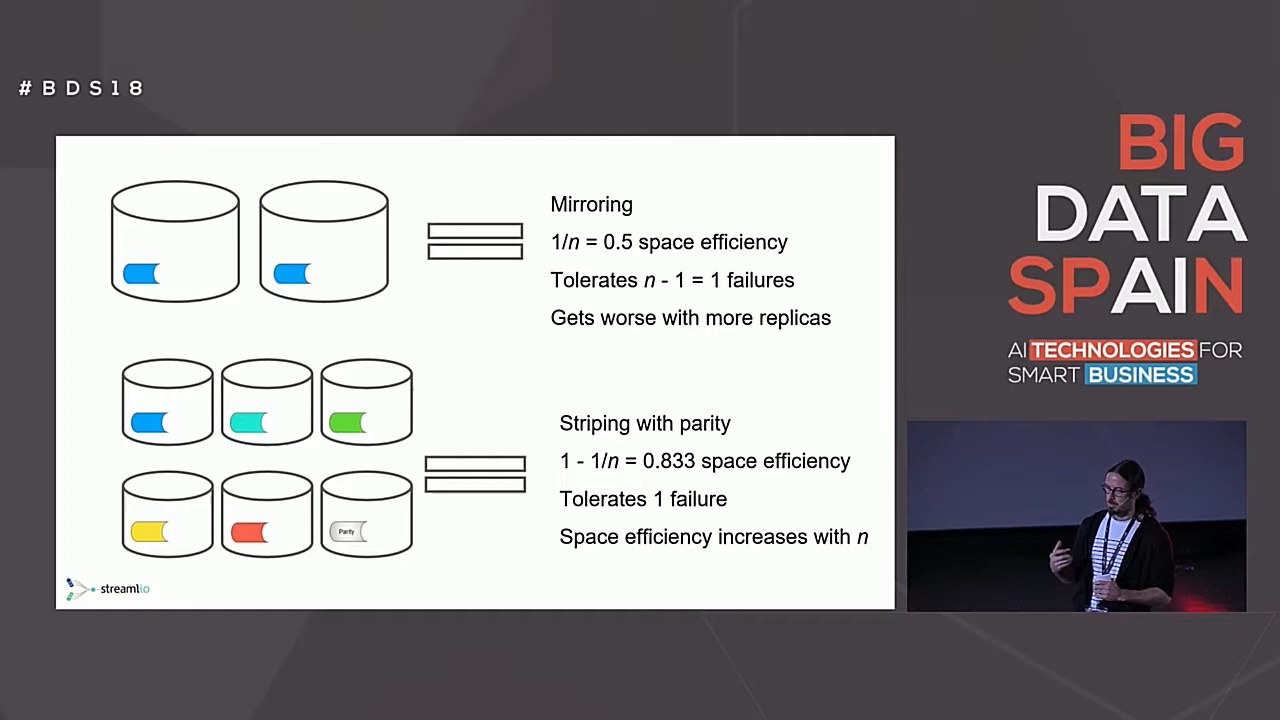 #BDS18
Mirroring
1/n = 0.5 space efficiency
Tolerates n - 1 = 1 failures
Gets worse with more replicas
Striping with parity
1 - 1/n = 0.833 space efficiency
Tolerates 1 failure
Space efficiency increases with n
Parity
streamlio
BIG
DATA
SPAIN
AI TECHNOLOGIES FOR
SMART BUSINESS